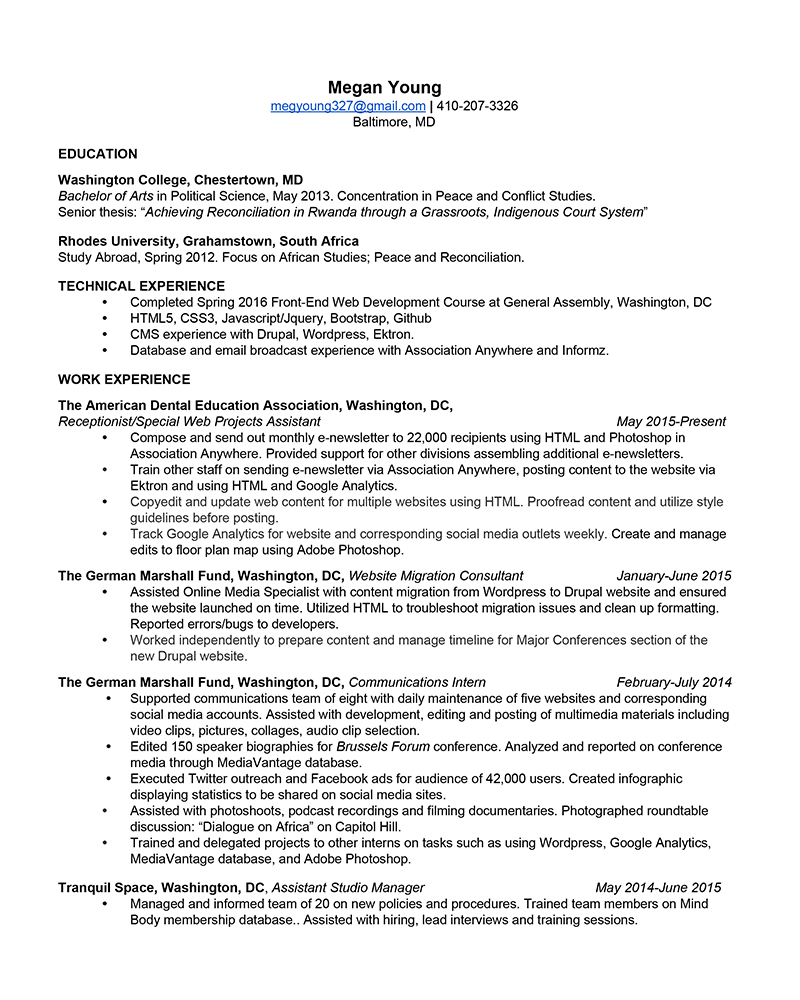 Megan Young
megyoung327@gmail.com | 410-207-3326
Baltimore, MD
EDUCATION
Washington College, Chestertown, MD
Bachelor of Arts in Political Science, May 2013. Concentration in Peace and Conflict Studies.
Senior thesis: “Achieving Reconciliation in Rwanda through a Grassroots, Indigenous Court System”
Rhodes University, Grahamstown, South Africa
Study Abroad, Spring 2012. Focus on African Studies; Peace and Reconciliation.
TECHNICAL EXPERIENCE
• Completed Spring 2016 Front-End Web Development Course at General Assembly, Washington, DC
• HTML5, CSS3, Javascript/Jquery, Bootstrap, Github
• CMS experience with Drupal, Wordpress, Ektron.
• Database and email broadcast experience with Association Anywhere and Informz.
WORK EXPERIENCE
The American Dental Education Association, Washington, DC,
Receptionist/Special Web Projects Assistant May 2015-Present
• Compose and send out monthly e-newsletter to 22,000 recipients using HTML and Photoshop in
Association Anywhere. Provided support for other divisions assembling additional e-newsletters.
• Train other staff on sending e-newsletter via Association Anywhere, posting content to the website via
Ektron and using HTML and Google Analytics.
• Copyedit and update web content for multiple websites using HTML. Proofread content and utilize style
guidelines before posting.
• Track Google Analytics for website and corresponding social media outlets weekly. Create and manage
edits to floor plan map using Adobe Photoshop.
The German Marshall Fund, Washington, DC, Website Migration Consultant January-June 2015
• Assisted Online Media Specialist with content migration from Wordpress to Drupal website and ensured
the website launched on time. Utilized HTML to troubleshoot migration issues and clean up formatting.
Reported errors/bugs to developers.
• Worked independently to prepare content and manage timeline for Major Conferences section of the
new Drupal website.
The German Marshall Fund, Washington, DC, Communications Intern February-July 2014
• Supported communications team of eight with daily maintenance of five websites and corresponding
social media accounts. Assisted with development, editing and posting of multimedia materials including
video clips, pictures, collages, audio clip selection.
• Edited 150 speaker biographies for Brussels Forum conference. Analyzed and reported on conference
media through MediaVantage database.
• Executed Twitter outreach and Facebook ads for audience of 42,000 users. Created infographic
displaying statistics to be shared on social media sites.
• Assisted with photoshoots, podcast recordings and filming documentaries. Photographed roundtable
discussion: “Dialogue on Africa” on Capitol Hill.
• Trained and delegated projects to other interns on tasks such as using Wordpress, Google Analytics,
MediaVantage database, and Adobe Photoshop.
Tranquil Space, Washington, DC, Assistant Studio Manager May 2014-June 2015
• Managed and informed team of 20 on new policies and procedures. Trained team members on Mind
Body membership database.. Assisted with hiring, lead interviews and training sessions.